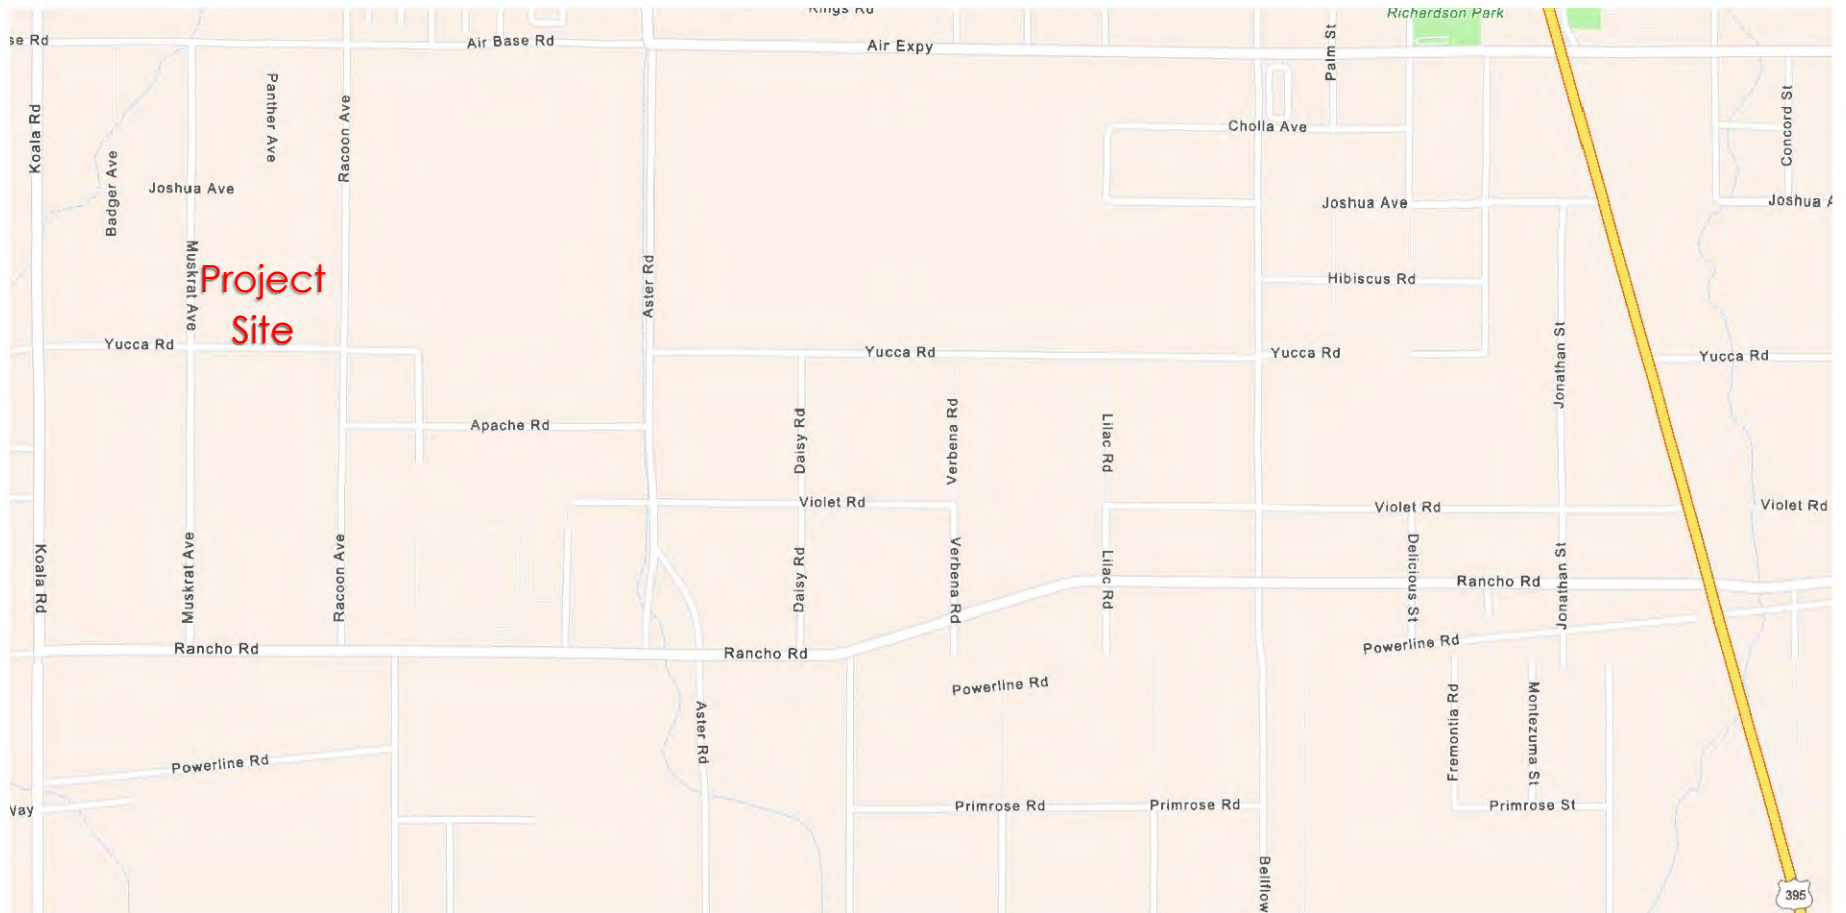 Kings Rd
Richardson Park
se Rd
Air Base Rd
Air Expy
Palm St
Koala Rd
Panther Ave
Racoon Ave
Concord St
Cholla Ave
Badger Ave
Joshua Ave
Joshua Ave
Joshua A
Muskrat Ave
Project
Site
Aster Rd
Hibiscus Rd
Yucca Rd
Yucca Rd
Yucca Rd
Jonathan St
Yucca Rd
Apache Rd
Daisy Rd
Verbena Rd
Lilac Rd
Violet Rd
Violet Rd
Violet Rd
Koala Rd
Muskrat Ave
Racoon Ave
Daisy Rd
Verbena Rd
Lilac Rd
Delicious St
Rancho Rd
Jonathan St
Rancho Rd
Rancho Rd
Powerline Rd
Powerline Rd
Aster Rd
Fremontia Rd
Montezuma St
Powerline Rd
Way
Primrose Rd
Primrose Rd
Primrose St
Bellflow
395